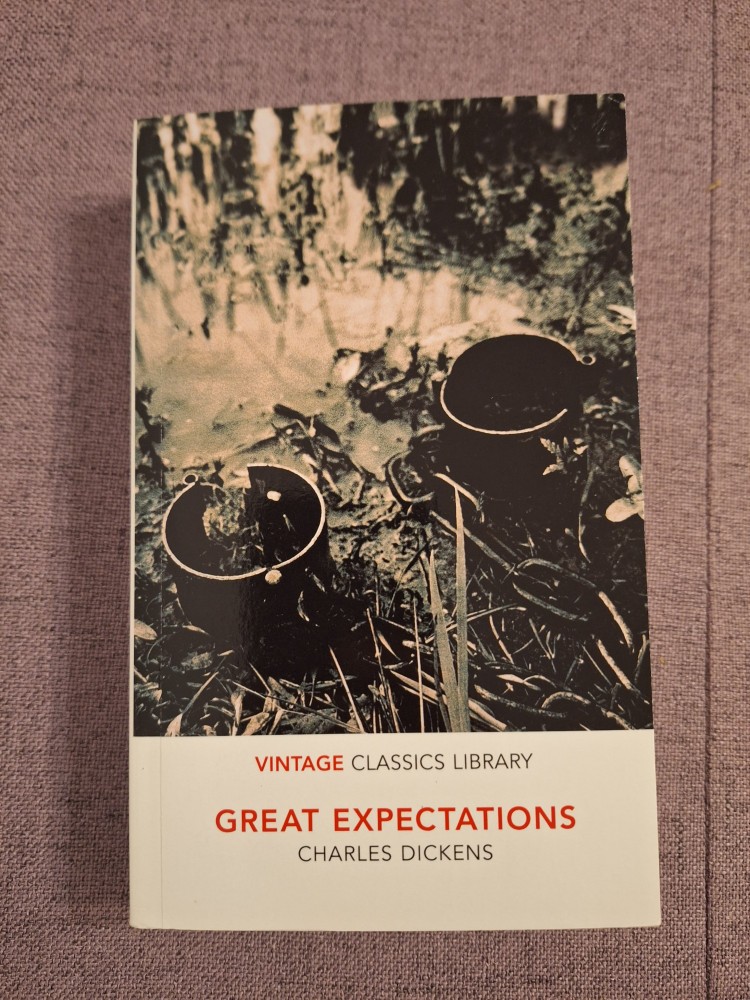 VINTAGE CLASSICS LIBRARY
GREAT EXPECTATIONS
CHARLES DICKENS